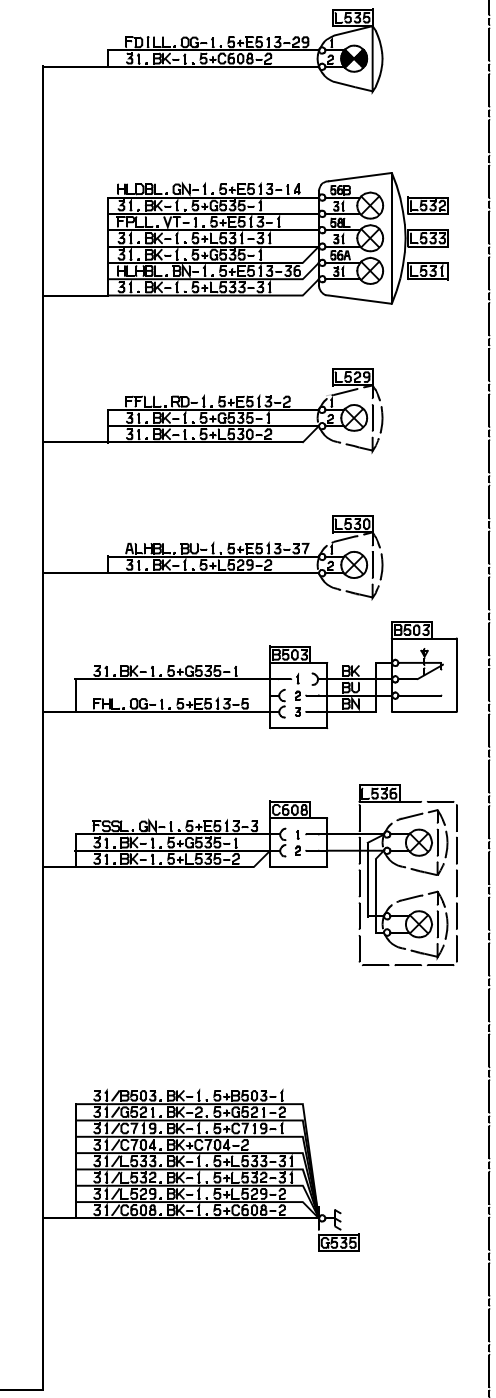 L535
FDILL.OG-1.5+E513-29 1
31.BK-1.5+C608-2 2
HLDBL.GN-1.5+E513-14 56B
31.BK-1.5+G535-1 31 L532
FPLL.VT-1.5+E513-1 58L
31.BK-1.5+L531-31 31 L533
31.BK-1.5+G535-1 56A
HLHBL.BN-1.5+E513-36 31 L531
31.BK-1.5+L533-31
L529
FFLL.RD-1.5+E513-2 1
31.BK-1.5+G535-1 2
31.BK-1.5+L530-2
L530
ALHBL.BU-1.5+E513-37 1
31.BK-1.5+L529-2 2
B503
B503
31.BK-1.5+G535-1 1 BK
2 BU
FHL.OG-1.5+E513-5 3 BN
L536
C608
FSSL.GN-1.5+E513-3 1
31.BK-1.5+G535-1 2
31.BK-1.5+L535-2
31/B503.BK-1.5+B503-1
31/G521.BK-2.5+G521-2
31/C719.BK-1.5+C719-1
31/C704.BK+C704-2
31/L533.BK-1.5+L533-31
31/L532.BK-1.5+L532-31
31/L529.BK-1.5+L529-2
31/C608.BK-1.5+C608-2
G535